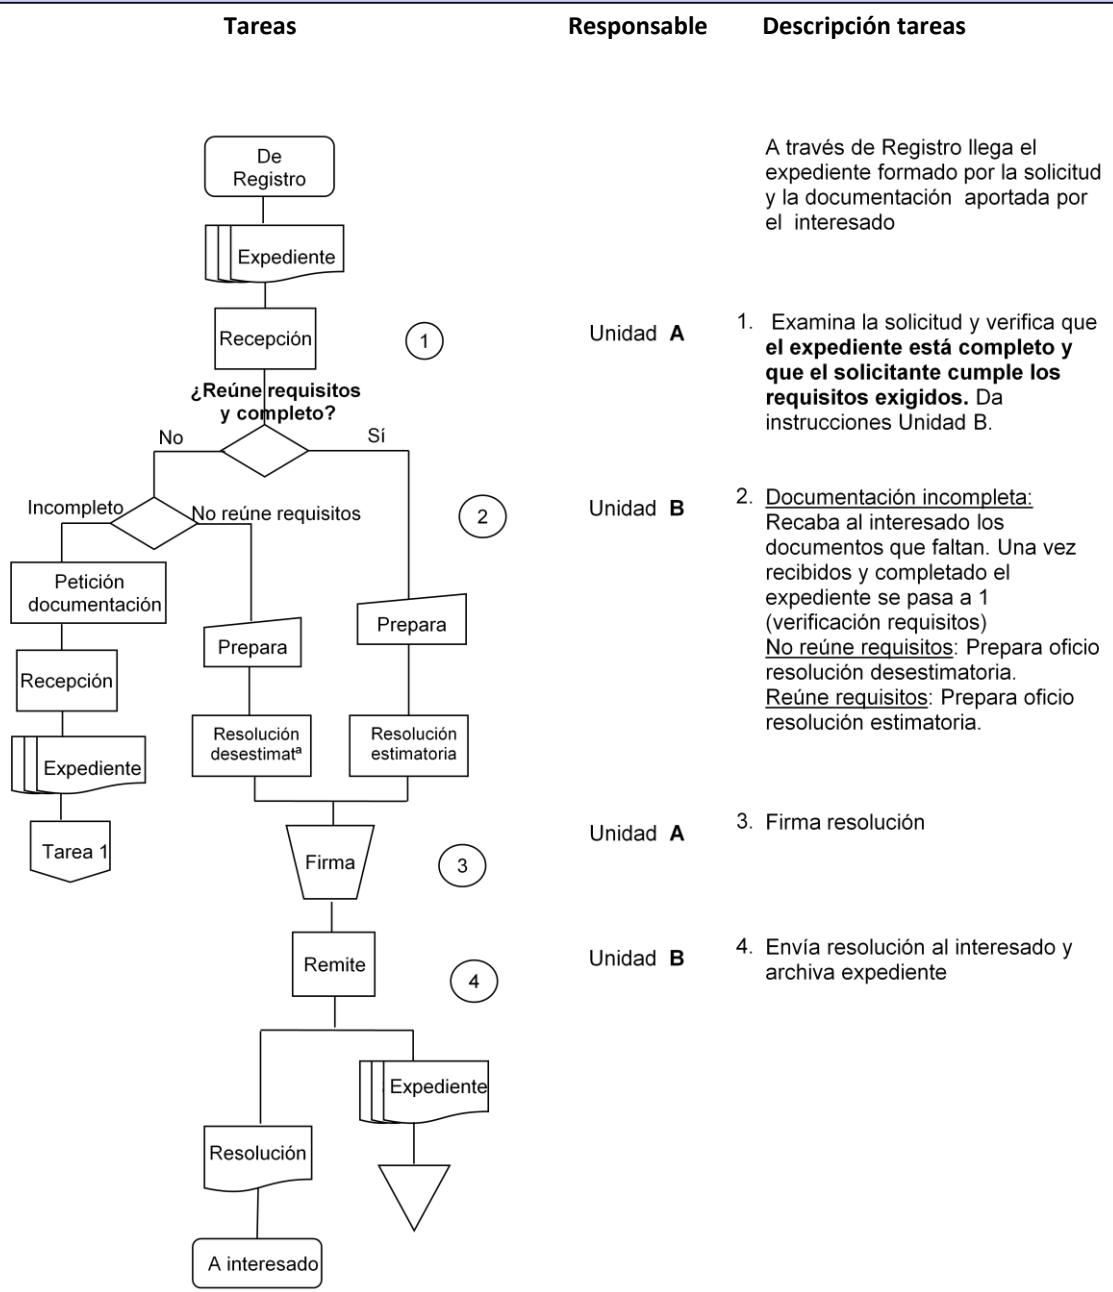 Tareas
Responsable
Descripción tareas
De
Registro
A través de Registro llega el
expediente formado por la solicitud
y la documentación aportada por
el interesado
Expediente
Recepción
1
Unidad A
1. Examina la solicitud y verifica que
el expediente está completo y
que el solicitante cumple los
requisitos exigidos. Da
instrucciones Unidad B.
¿Reúne requisitos
y completo?
No
Sí
Incompleto
No reúne requisitos
2
Unidad B
2. Documentación incompleta:
Recaba al interesado los
documentos que faltan. Una vez
recibidos y completado el
expediente se pasa a 1
(verificación requisitos)
No reúne requisitos: Prepara oficio
resolución desestimatoria.
Reúne requisitos: Prepara oficio
resolución estimatoria.
Petición
documentación
Prepara
Prepara
Recepción
Resolución
desestimatª
Resolución
estimatoria
Expediente
Tarea 1
Firma
3
Unidad A
3. Firma resolución
Remite
4
Unidad B
4. Envía resolución al interesado y
archiva expediente
Expediente
Resolución
A interesado